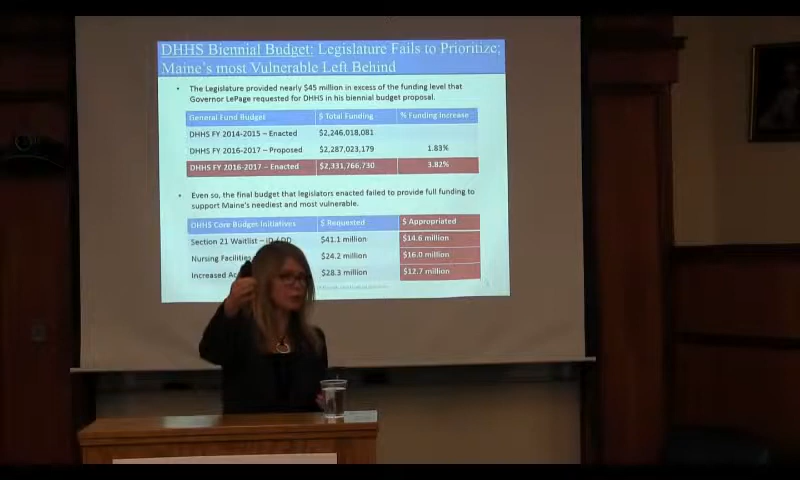 DHHS Biennial Budget: Legislature Fails to Prioritize;
Maine's most Vulnerable Left Behind
• The Legislature provided nearly $45 million in excess of the funding level that
Governor LePage requested for DHHS in his biennial budget proposal.
General Fund Budget $ Total Funding % Funding Increase
DHHS FY 2014-2015 – Enacted $2,246,018,081
DHHS FY 2016-2017 – Proposed $2,287,023,179 1.83%
DHHS FY 2016-2017 – Enacted $2,331,766,730 3.82%
• Even so, the final budget that legislators enacted failed to provide full funding to
support Maine's neediest and most vulnerable.
DHHS Core Budget Initiatives $ Requested $ Appropriated
Section 21 Waitlist – ID / DD $41.1 million $14.6 million
Nursing Facilities $24.2 million $16.0 million
Increased $28.3 million $12.7 million